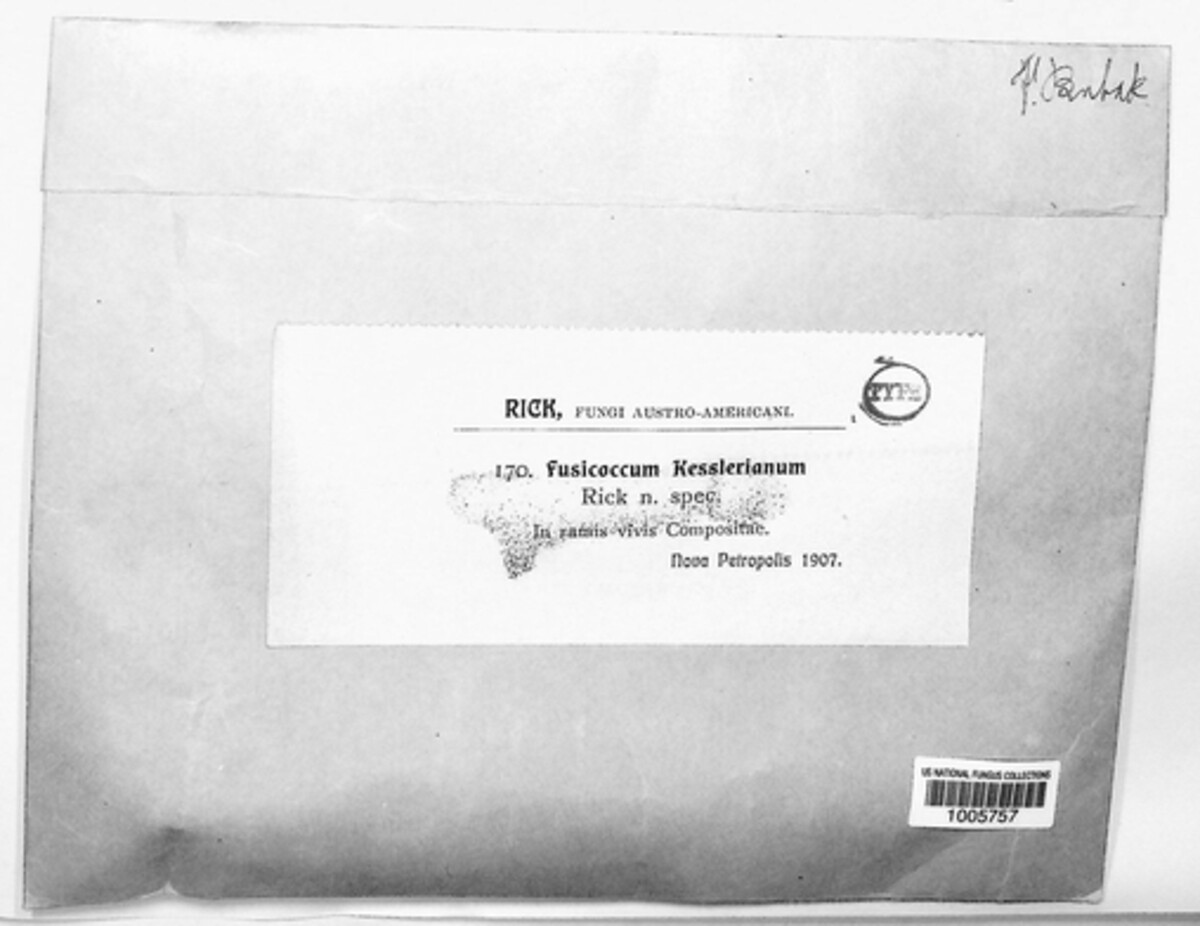 RICK, FUNGI AUSTRO-AMERICANI.
TYPE
170. Fusicoccum Kesslerianum
Rick n. spec.
In ramis vivis Compositae.
Nova Petropolis 1907.
US NATIONAL FUNGUS COLLECTIONS
1005757